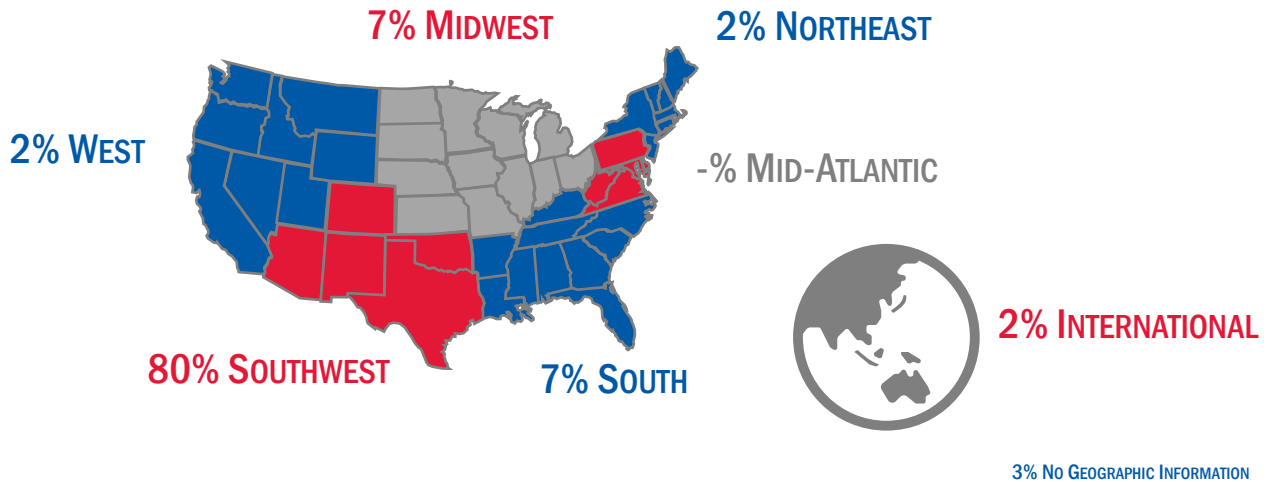 7% MIDWEST
2% NORTHEAST
2% WEST
-% MID-ATLANTIC
2% INTERNATIONAL
80% SOUTHWEST
7% SOUTH
3% NO GEOGRAPHIC INFORMATION